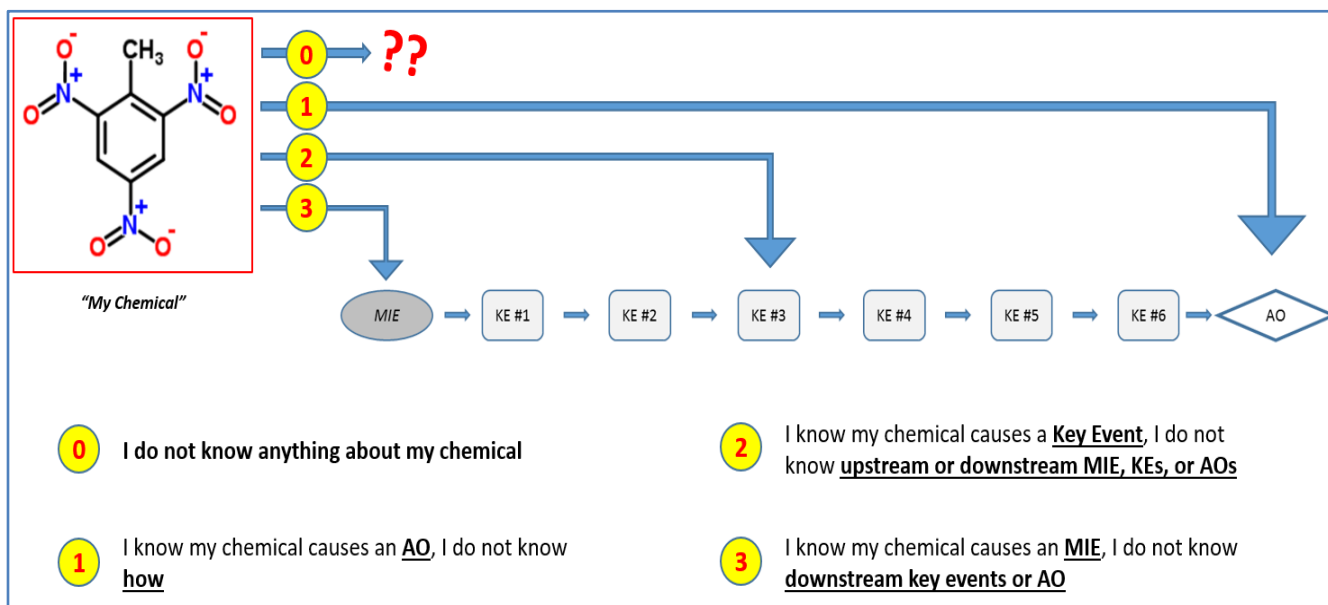 O
-
CH₃
O
-
N
+
N
+
O
O
N
+
O
O
-
"My Chemical"
0
??
1
2
3
MIE
KE #1
KE #2
KE #3
KE #4
KE #5
KE #6
AO
0
I do not know anything about my chemical
1
I know my chemical causes an AO, I do not know
how
2
I know my chemical causes a Key Event, I do not
know upstream or downstream MIE, KEs, or AOs
3
I know my chemical causes an MIE, I do not know
downstream key events or AO